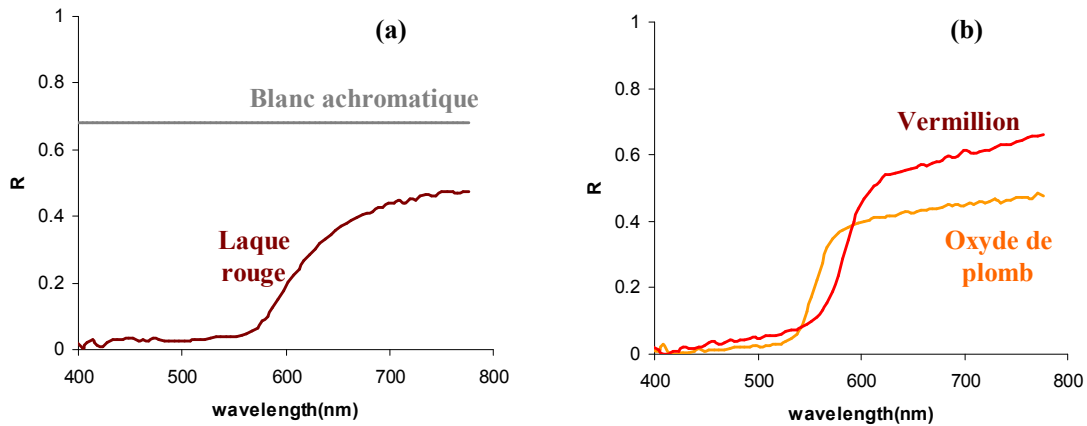 (a)
1
0.8
0.6
0.4
0.2
0
R
Blanc achromatique
Laque
rouge
400
500
600
700
800
wavelength(nm)
(b)
1
0.8
0.6
0.4
0.2
0
R
Vermillion
Oxyde de
plomb
400
500
600
700
800
wavelength(nm)